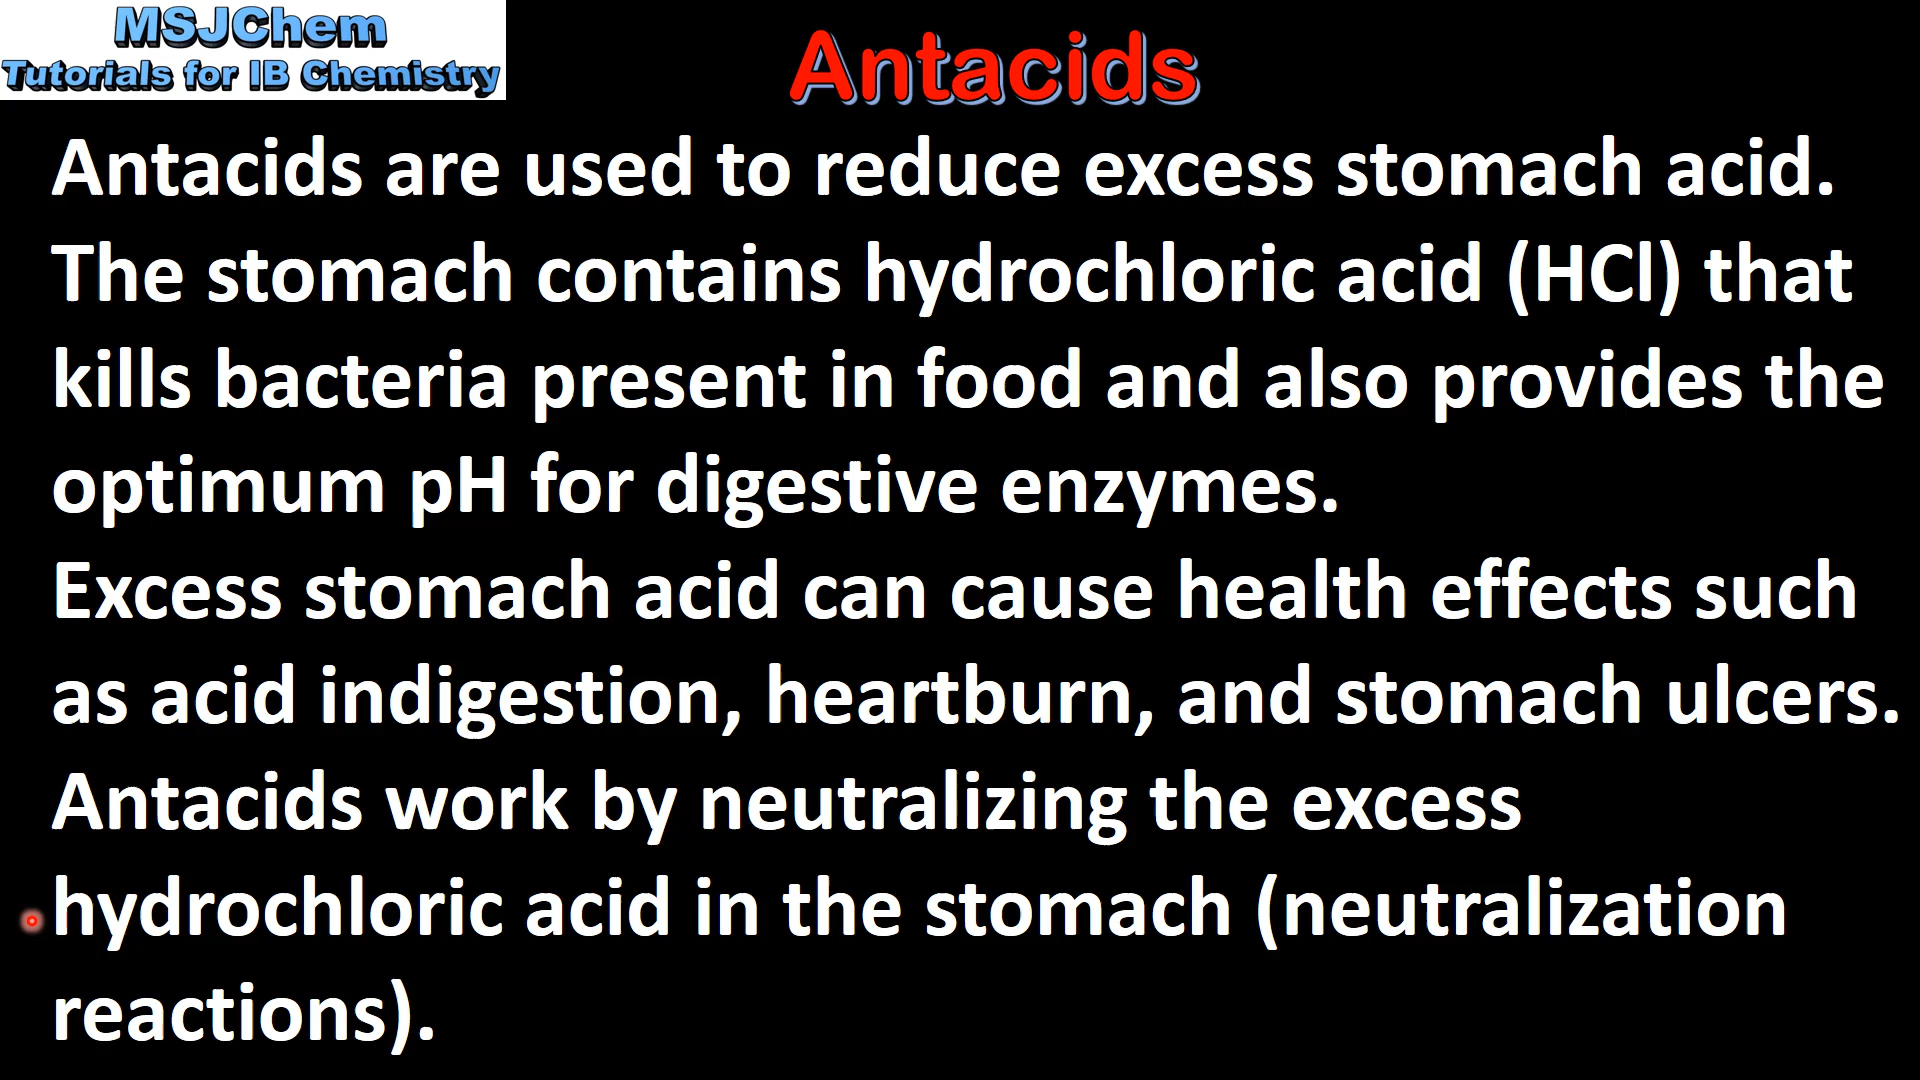 MSJChem
Tutorials for IB Chemistry
Antacids
Antacids are used to reduce excess stomach acid.
The stomach contains hydrochloric acid (HCl) that
kills bacteria present in food and also provides the
optimum pH for digestive enzymes.
Excess stomach acid can cause health effects such
as acid indigestion, heartburn, and stomach ulcers.
Antacids work by neutralizing the excess
hydrochloric acid in the stomach (neutralization
reactions).